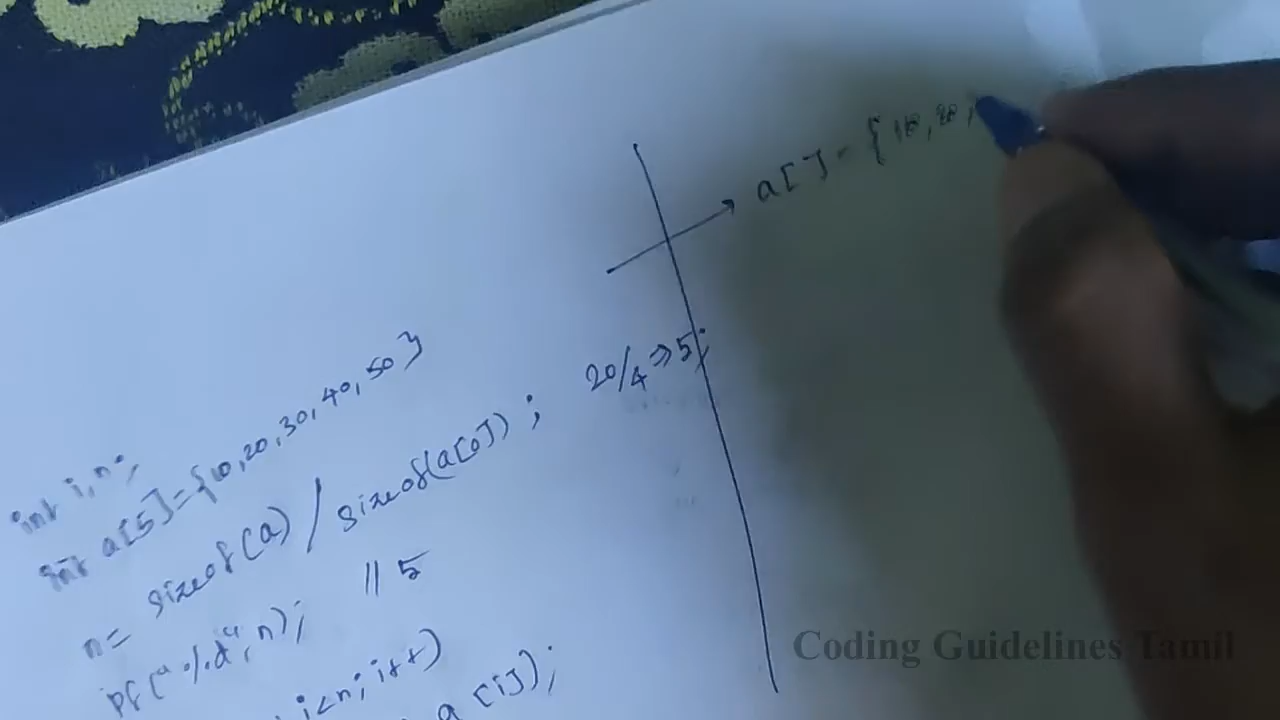 int i,n;
int a[5]={10,20,30,40,50}
n= sizeof(a) / sizeof(a[0]); 20/4 => 5;
pf("%d", n); // 5
i<n; i++)
a[i]);
a[] = {10, 20,
Coding Guidelines Tamil